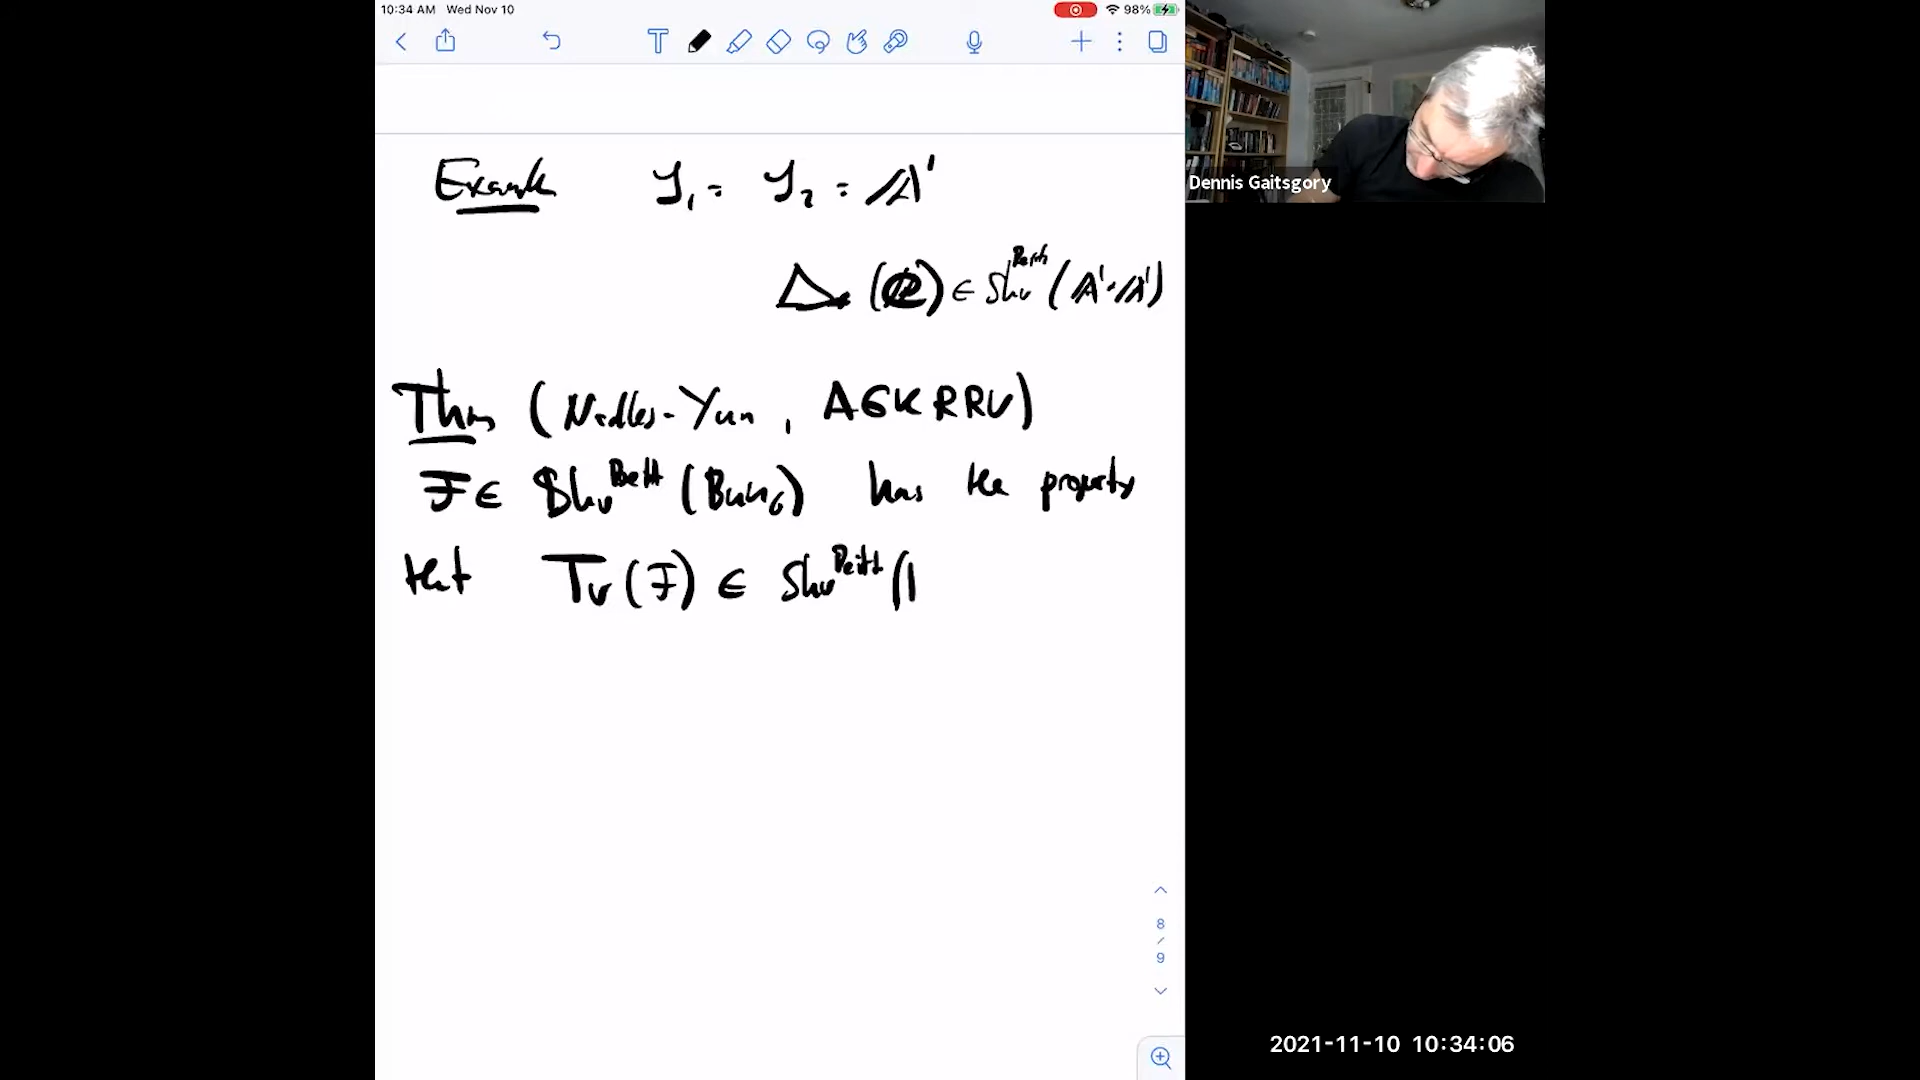 10:34 AM Wed Nov 10
98%
Example Y₁ = Y₂ = 𝔸¹
Δ* (Q) ∈ Shv^Betti (𝔸¹×𝔸¹)
Thm (Nadler-Yun, AGKRRV)
F ∈ Shv^Betti (Bun_G) has the property
that T_V (F) ∈ Shv^Betti (
Dennis Gaitsgory
8
/
9
2021-11-10 10:34:06